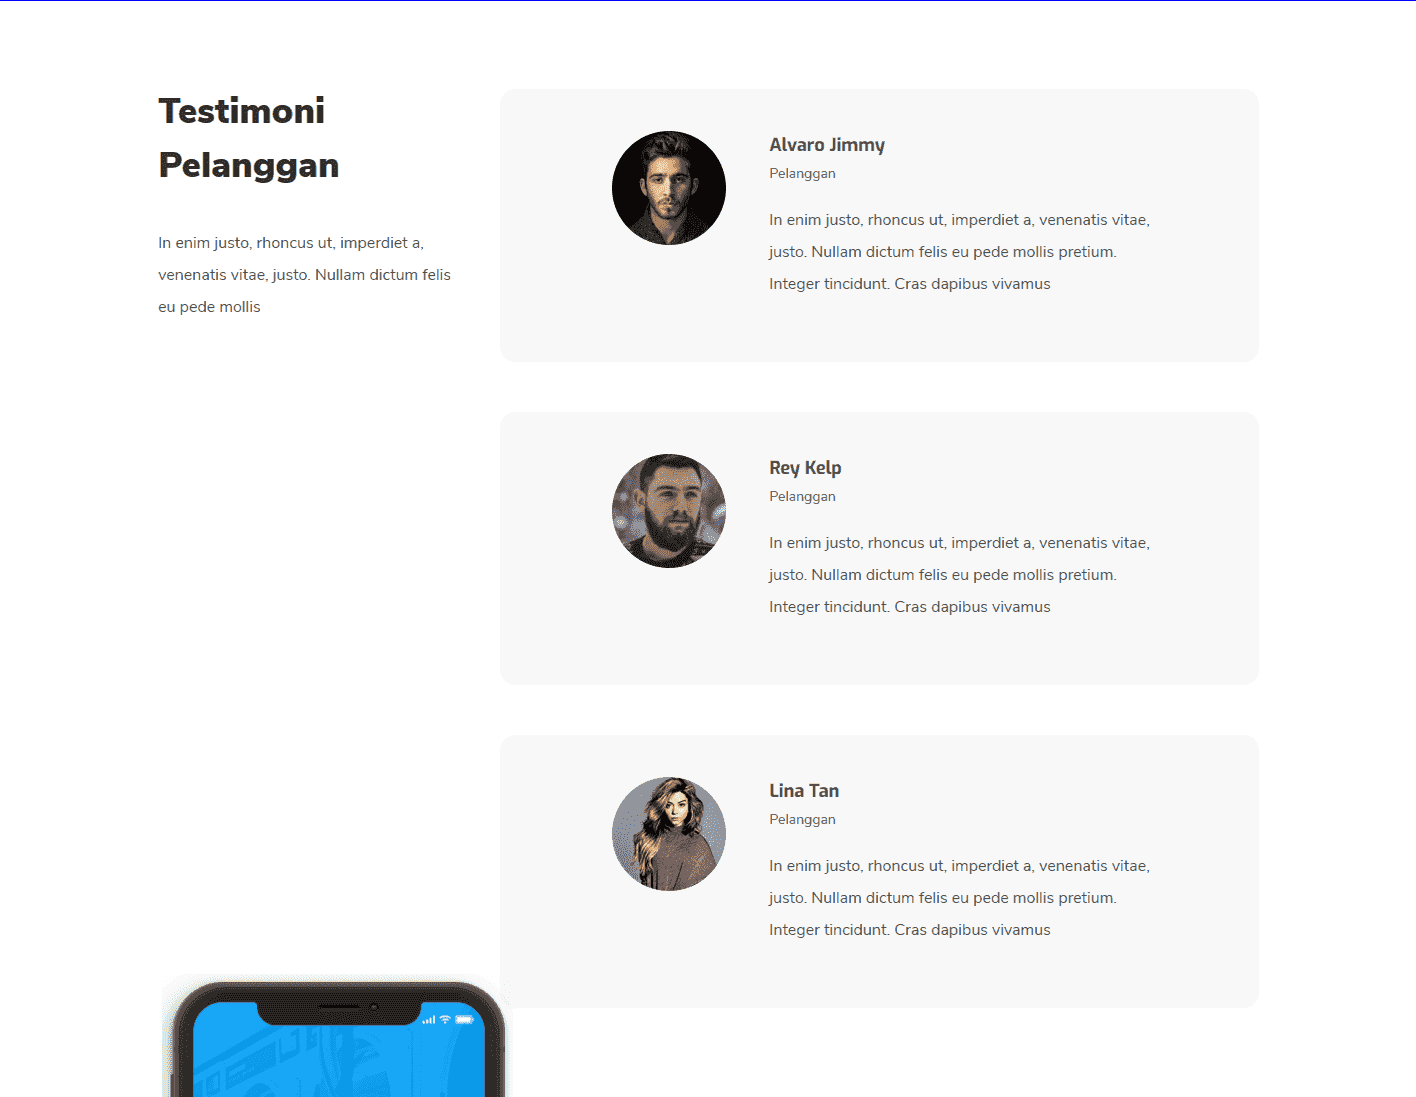 Testimoni
Pelanggan
In enim justo, rhoncus ut, imperdiet a,
venenatis vitae, justo. Nullam dictum felis
eu pede mollis
Alvaro Jimmy
Pelanggan
In enim justo, rhoncus ut, imperdiet a, venenatis vitae,
justo. Nullam dictum felis eu pede mollis pretium.
Integer tincidunt. Cras dapibus vivamus
Rey Kelp
Pelanggan
In enim justo, rhoncus ut, imperdiet a, venenatis vitae,
justo. Nullam dictum felis eu pede mollis pretium.
Integer tincidunt. Cras dapibus vivamus
Lina Tan
Pelanggan
In enim justo, rhoncus ut, imperdiet a, venenatis vitae,
justo. Nullam dictum felis eu pede mollis pretium.
Integer tincidunt. Cras dapibus vivamus